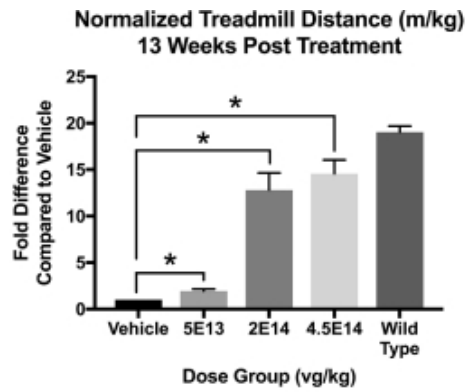 Normalized Treadmill Distance (m/kg)
13 Weeks Post Treatment
Fold Difference
Compared to Vehicle
25
20
15
10
5
0
*
*
*
Vehicle 5E13 2E14 4.5E14 Wild
Type
Dose Group (vg/kg)